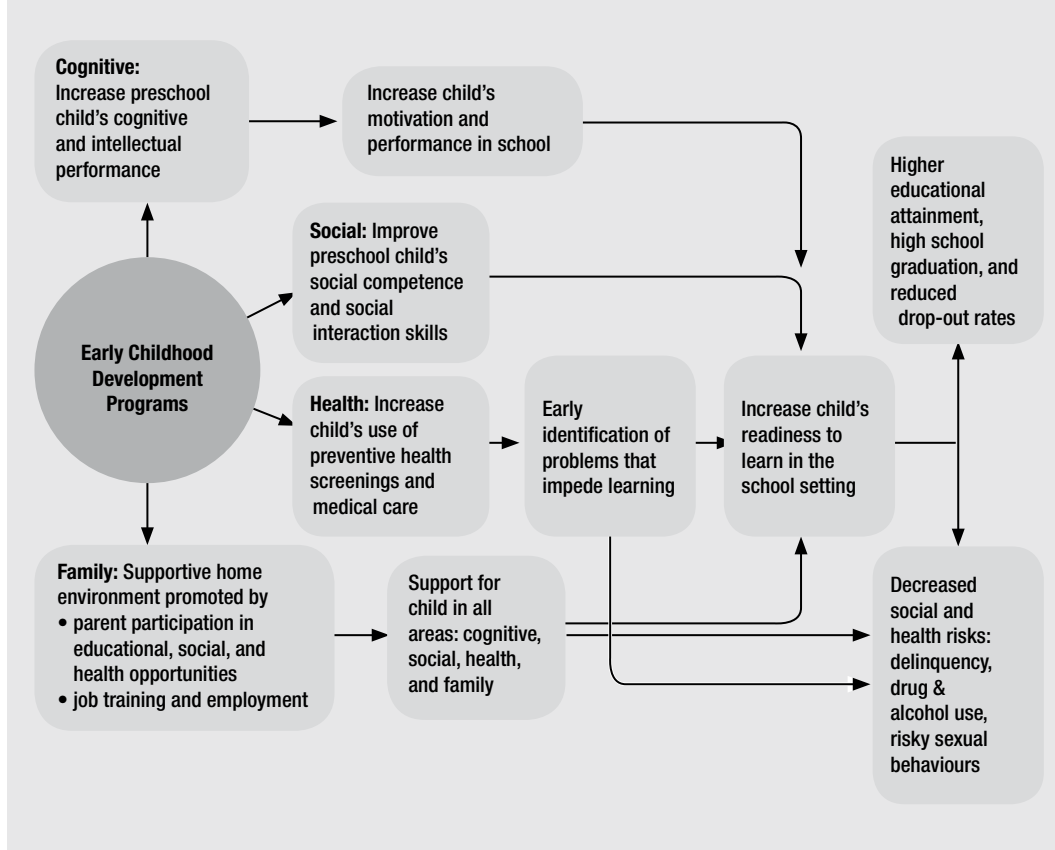 Cognitive:
Increase preschool
child's cognitive
and intellectual
performance
Increase child's
motivation and
performance in school
Higher
educational
attainment,
high school
graduation, and
reduced
drop-out rates
Social: Improve
preschool child's
social competence
and social
interaction skills
Early Childhood
Development
Programs
Health: Increase
child's use of
preventive health
screenings and
medical care
Early
identification of
problems that
impede learning
Increase child's
readiness to
learn in the
school setting
Family: Supportive home
environment promoted by
• parent participation in
educational, social, and
health opportunities
• job training and employment
Support for
child in all
areas: cognitive,
social, health,
and family
Decreased
social and
health risks:
delinquency,
drug &
alcohol use,
risky sexual
behaviours